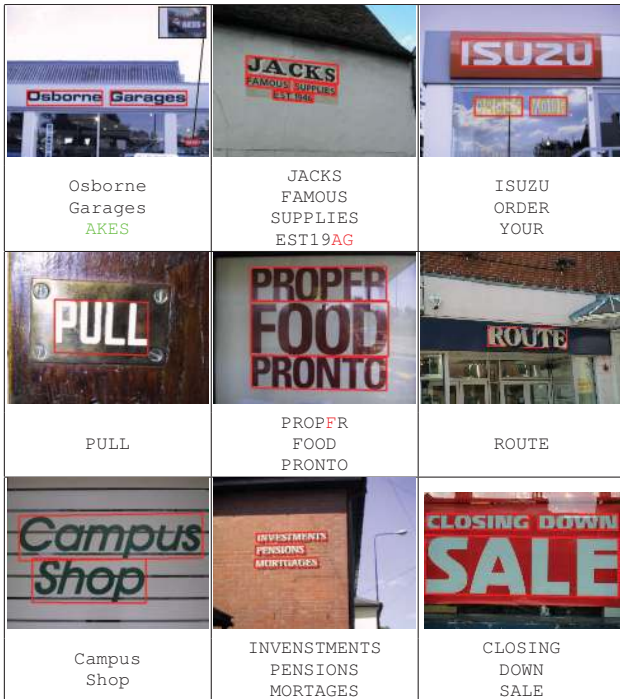 AKES
Osborne Garages
JACKS
FAMOUS SUPPLIES
EST 1946
ISUZU
Osborne
Garages
AKES
JACKS
FAMOUS
SUPPLIES
EST19AG
ISUZU
ORDER
YOUR
PULL
PROPER
FOOD
PRONTO
ROUTE
PULL
PROPFR
FOOD
PRONTO
ROUTE
Campus
Shop
INVESTMENTS
PENSIONS
MORTGAGES
CLOSING DOWN
SALE
Campus
Shop
INVENSTMENTS
PENSIONS
MORTAGES
CLOSING
DOWN
SALE